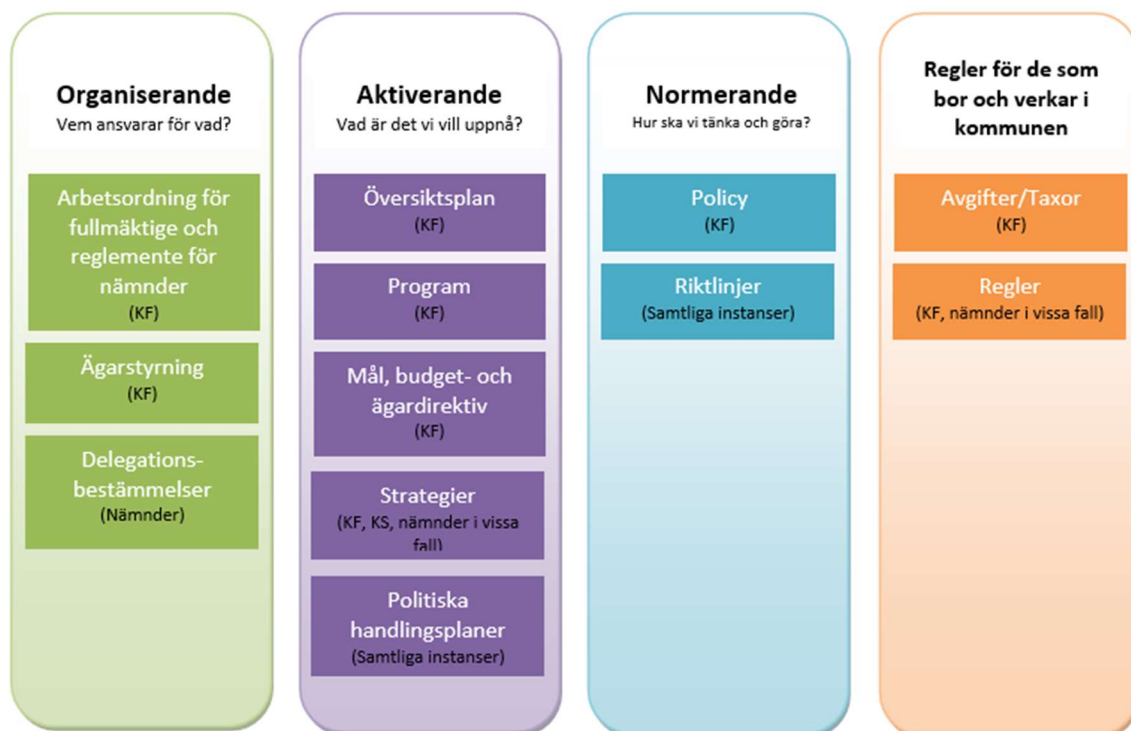 Organiserande
Vem ansvarar för vad?
Arbetsordning för
fullmäktige och
reglemente för
nämnder
(KF)
Ägarstyrning
(KF)
Delegations-
bestämmelser
(Nämnder)
Aktiverande
Vad är det vi vill uppnå?
Översiktsplan
(KF)
Program
(KF)
Mål, budget- och
ägardirektiv
(KF)
Strategier
(KF, KS, nämnder i vissa
fall)
Politiska
handlingsplaner
(Samtliga instanser)
Normerande
Hur ska vi tänka och göra?
Policy
(KF)
Riktlinjer
(Samtliga instanser)
Regler för de som
bor och verkar i
kommunen
Avgifter/Taxor
(KF)
Regler
(KF, nämnder i vissa fall)